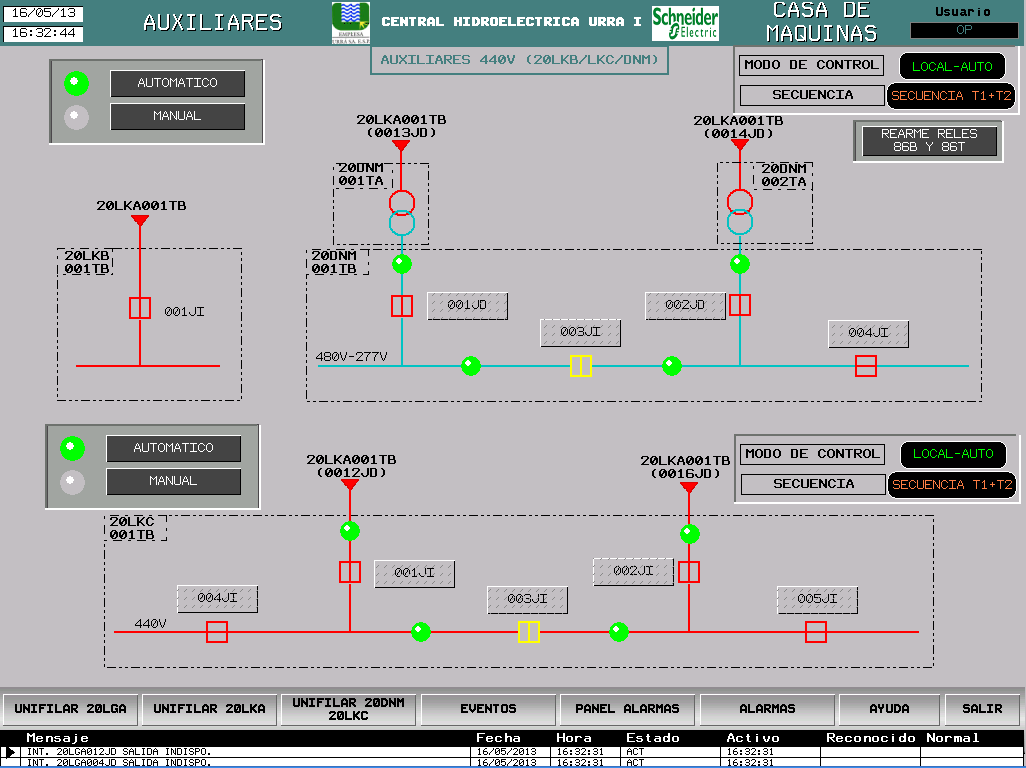 16/05/13
16:32:44
AUXILIARES
EMPRESA
URRA S.A. E.S.P.
CENTRAL HIDROELECTRICA URRA I
Schneider
Electric
CASA DE
MAQUINAS
Usuario
OP
AUXILIARES 440V (20LKB/LKC/DNM)
AUTOMATICO
MANUAL
MODO DE CONTROL
LOCAL-AUTO
SECUENCIA
SECUENCIA T1+T2
REARME RELES
86B Y 86T
20LKA001TB
(0013JD)
20LKA001TB
(0014JD)
20DNM
001TA
20DNM
002TA
20LKA001TB
20LKB
001TB
001JI
20DNM
001TB
001JD
002JD
003JI
004JI
480V-277V
AUTOMATICO
MANUAL
MODO DE CONTROL
LOCAL-AUTO
SECUENCIA
SECUENCIA T1+T2
20LKA001TB
(0012JD)
20LKA001TB
(0016JD)
20LKC
001TB
001JI
002JI
004JI
003JI
005JI
440V
UNIFILAR 20LGA
UNIFILAR 20LKA
UNIFILAR 20DNM
20LKC
EVENTOS
PANEL ALARMAS
ALARMAS
AYUDA
SALIR
Mensaje Fecha Hora Estado Activo Reconocido Normal
INT. 20LGA012JD SALIDA INDISPO. 16/05/2013 16:32:31 ACT 16:32:31
INT. 20LGA004JD SALIDA INDISPO. 16/05/2013 16:32:31 ACT 16:32:31